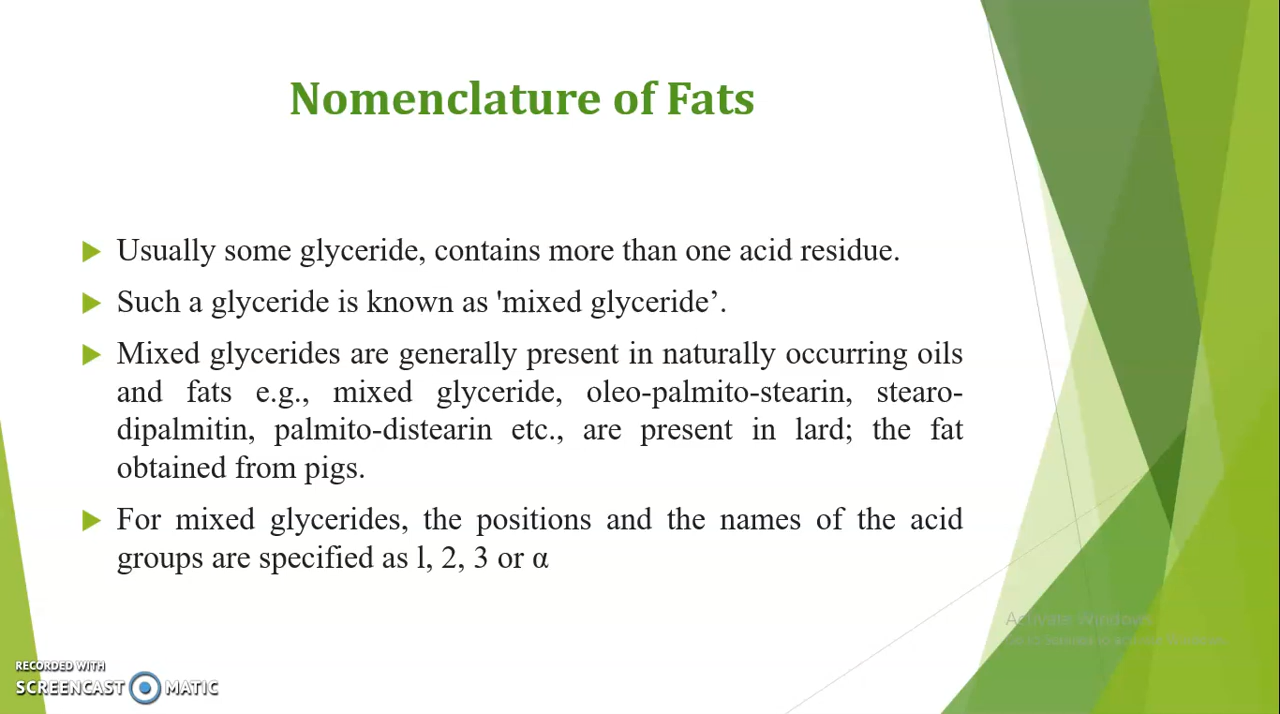 Nomenclature of Fats
Usually some glyceride, contains more than one acid residue.
Such a glyceride is known as 'mixed glyceride’.
Mixed glycerides are generally present in naturally occurring oils
and fats e.g., mixed glyceride, oleo-palmito-stearin, stearo-
dipalmitin, palmito-distearin etc., are present in lard; the fat
obtained from pigs.
For mixed glycerides, the positions and the names of the acid
groups are specified as l, 2, 3 or α
Activate Windows
RECORDED WITH
SCREENCAST MATIC